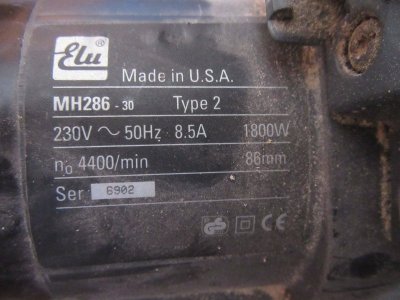 Elu
Made in U.S.A.
MH286 - 30 Type 2
230V ~ 50Hz 8.5A 1800W
n₀ 4400/min 86mm
Ser. 6902
CE